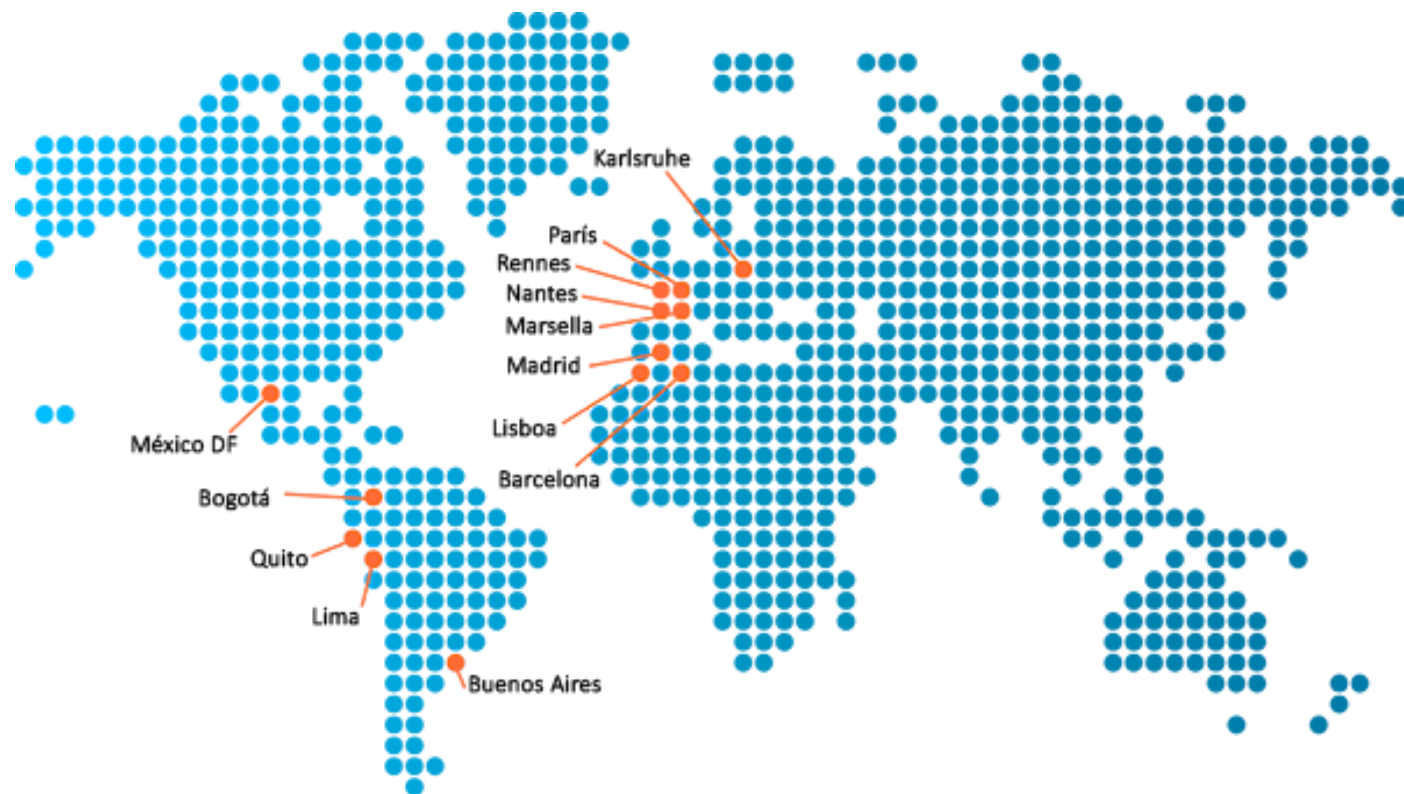 Karlsruhe
París
Rennes
Nantes
Marsella
Madrid
Lisboa
Barcelona
México DF
Bogotá
Quito
Lima
Buenos Aires